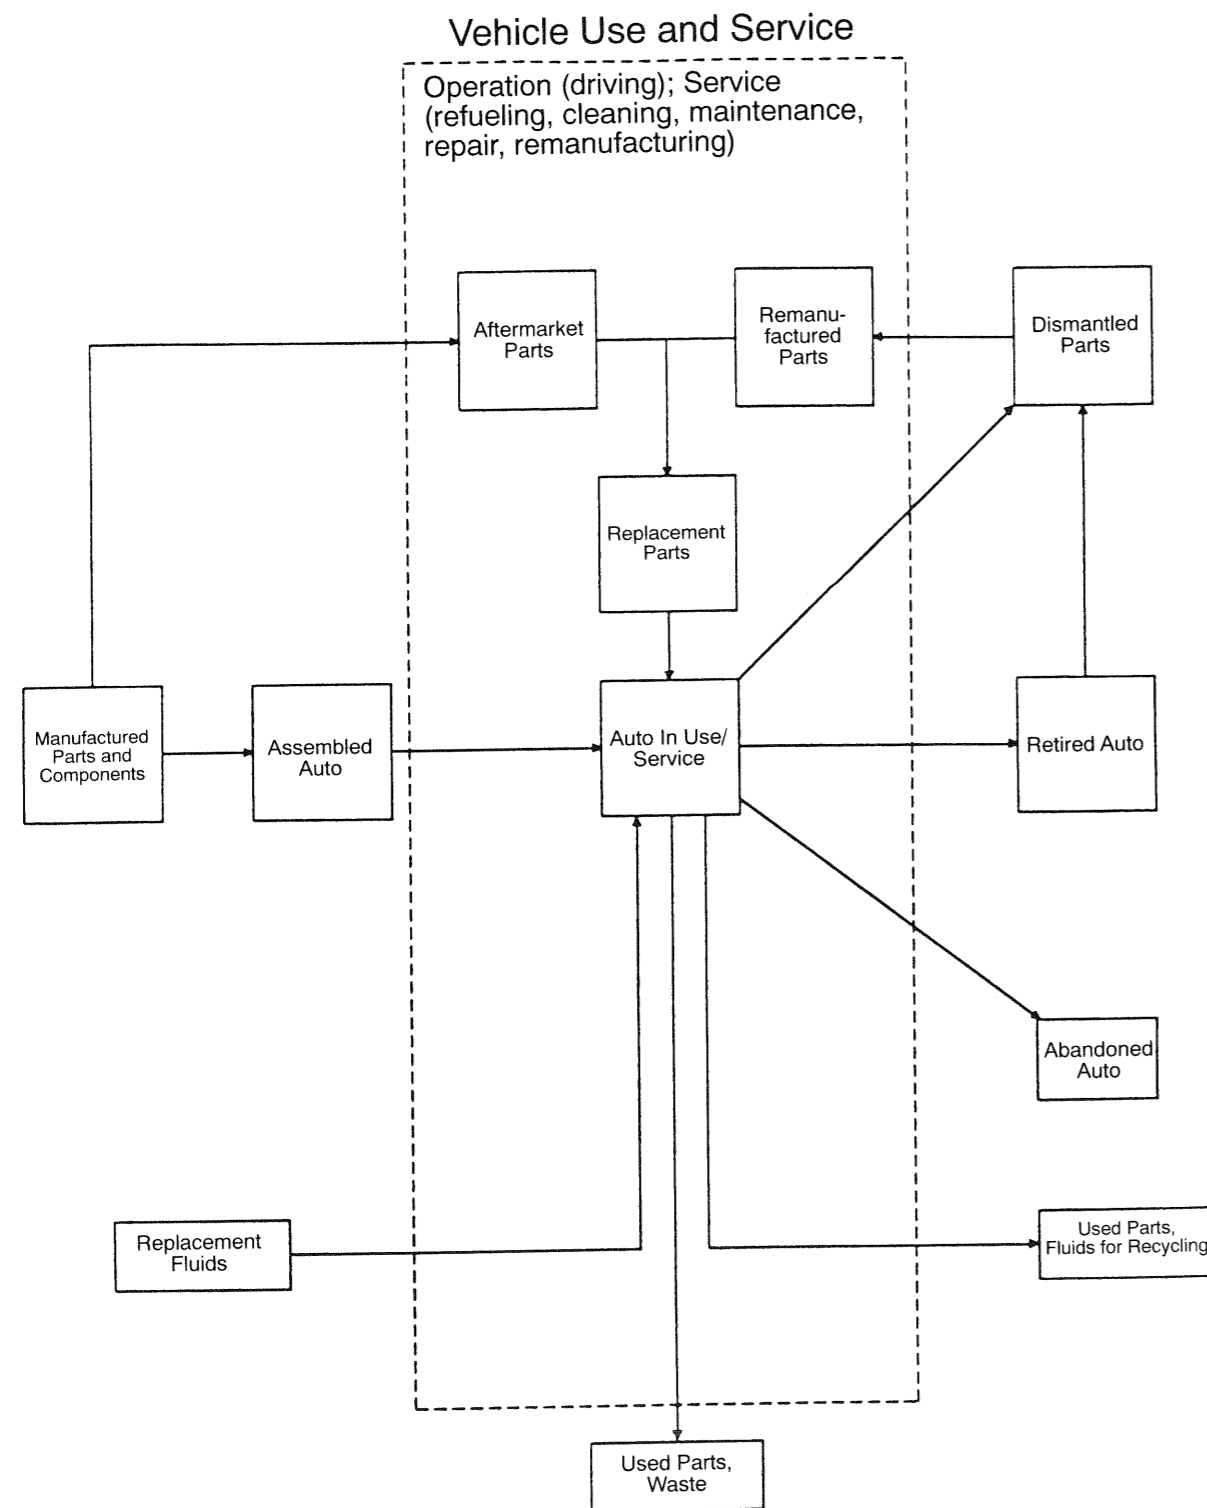 Vehicle Use and Service
Operation (driving); Service
(refueling, cleaning, maintenance,
repair, remanufacturing)
Aftermarket
Parts
Remanu-
factured
Parts
Dismantled
Parts
Replacement
Parts
Manufactured
Parts and
Components
Assembled
Auto
Auto In Use/
Service
Retired Auto
Abandoned
Auto
Replacement
Fluids
Used Parts,
Fluids for Recycling
Used Parts,
Waste